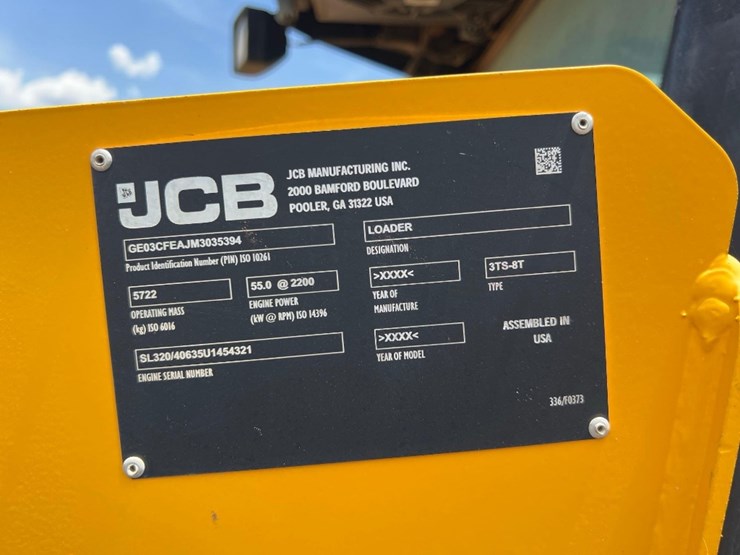 JCB
JCB MANUFACTURING INC.
2000 BAMFORD BOULEVARD
POOLER, GA 31322 USA
GE03CFEAJM3035394
Product Identification Number (PIN) ISO 10261
LOADER
DESIGNATION
5722
OPERATING MASS
(kg) ISO 6016
55.0 @ 2200
ENGINE POWER
(kW @ RPM) ISO 14396
>XXXX<
YEAR OF
MANUFACTURE
3TS-8T
TYPE
SL320/40635U1454321
ENGINE SERIAL NUMBER
>XXXX<
YEAR OF MODEL
ASSEMBLED IN
USA
336/F0373